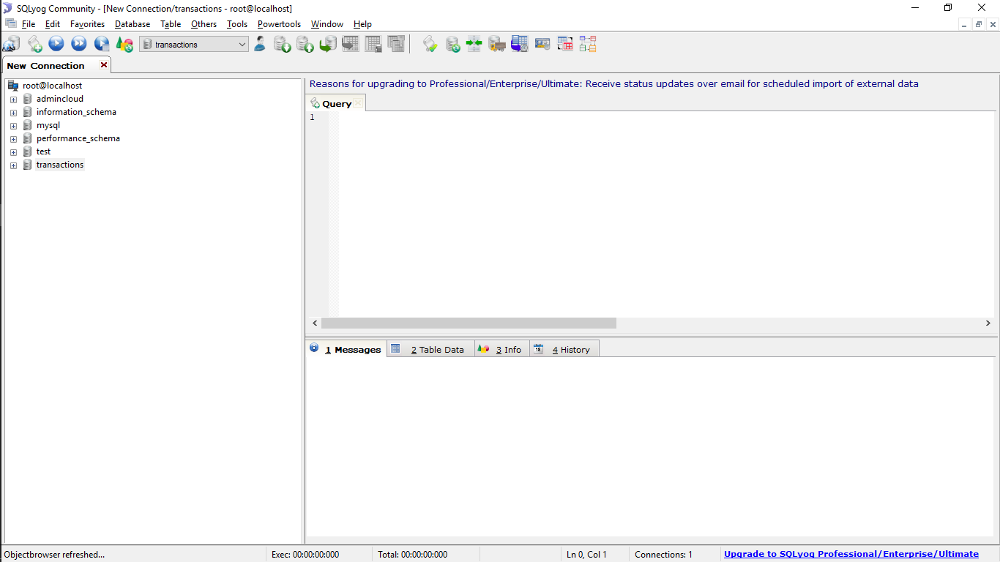 SQLyog Community - [New Connection/transactions - root@localhost]
File Edit Favorites Database Table Others Tools Powertools Window Help
transactions
New Connection
root@localhost
admincloud
information_schema
mysql
performance_schema
test
transactions
Reasons for upgrading to Professional/Enterprise/Ultimate: Receive status updates over email for scheduled import of external data
Query
1
1 Messages 2 Table Data 3 Info 4 History
Objectbrowser refreshed... Exec: 00:00:00:000 Total: 00:00:00:000 Ln 0, Col 1 Connections: 1 Upgrade to SQLyog Professional/Enterprise/Ultimate